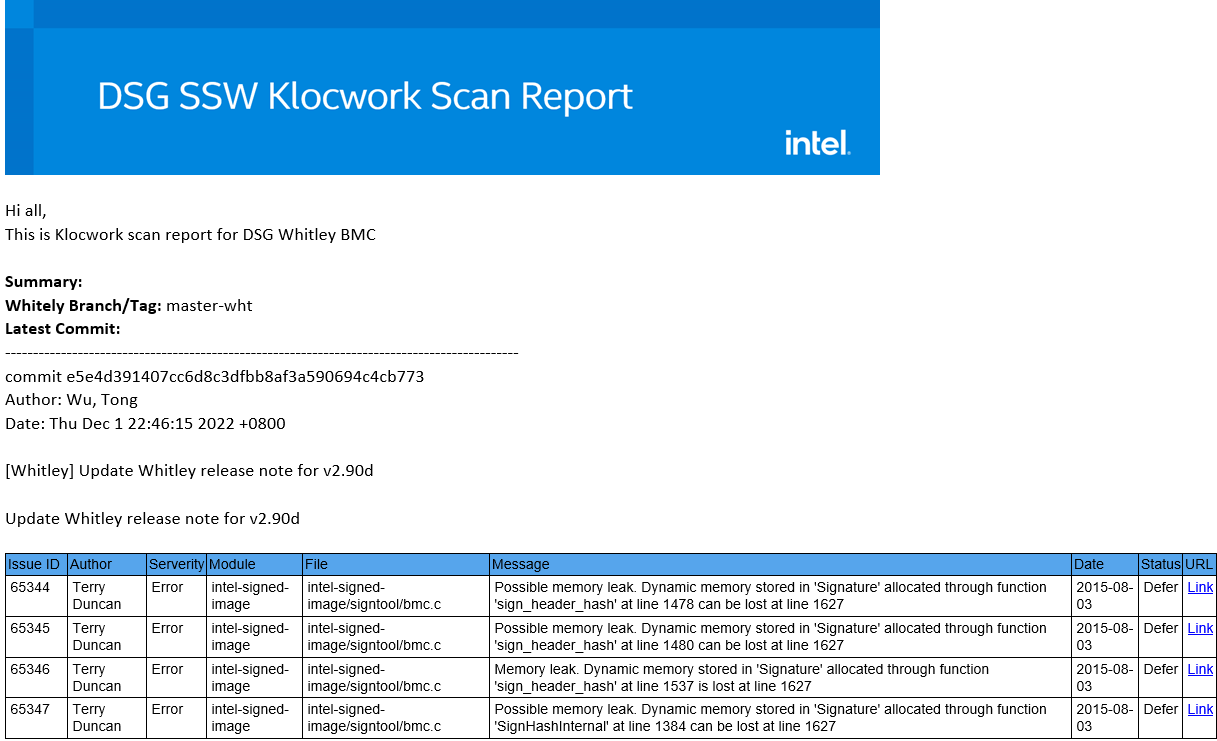 DSG SSW Klocwork Scan Report
intel.
Hi all,
This is Klocwork scan report for DSG Whitley BMC
Summary:
Whitely Branch/Tag: master-wht
Latest Commit:
--------------------------------------------------------------------------------------------
commit e5e4d391407cc6d8c3dfbb8af3a590694c4cb773
Author: Wu, Tong
Date: Thu Dec 1 22:46:15 2022 +0800
[Whitley] Update Whitley release note for v2.90d
Update Whitley release note for v2.90d
Issue ID Author Serverity Module File Message Date Status URL
65344 Terry Error intel-signed- intel-signed- Possible memory leak. Dynamic memory stored in 'Signature' allocated through function 2015-08- Defer Link
Duncan image image/signtool/bmc.c 'sign_header_hash' at line 1478 can be lost at line 1627 03
65345 Terry Error intel-signed- intel-signed- Possible memory leak. Dynamic memory stored in 'Signature' allocated through function 2015-08- Defer Link
Duncan image image/signtool/bmc.c 'sign_header_hash' at line 1480 can be lost at line 1627 03
65346 Terry Error intel-signed- intel-signed- Memory leak. Dynamic memory stored in 'Signature' allocated through function 2015-08- Defer Link
Duncan image image/signtool/bmc.c 'sign_header_hash' at line 1537 is lost at line 1627 03
65347 Terry Error intel-signed- intel-signed- Possible memory leak. Dynamic memory stored in 'Signature' allocated through function 2015-08- Defer Link
Duncan image image/signtool/bmc.c 'SignHashInternal' at line 1384 can be lost at line 1627 03